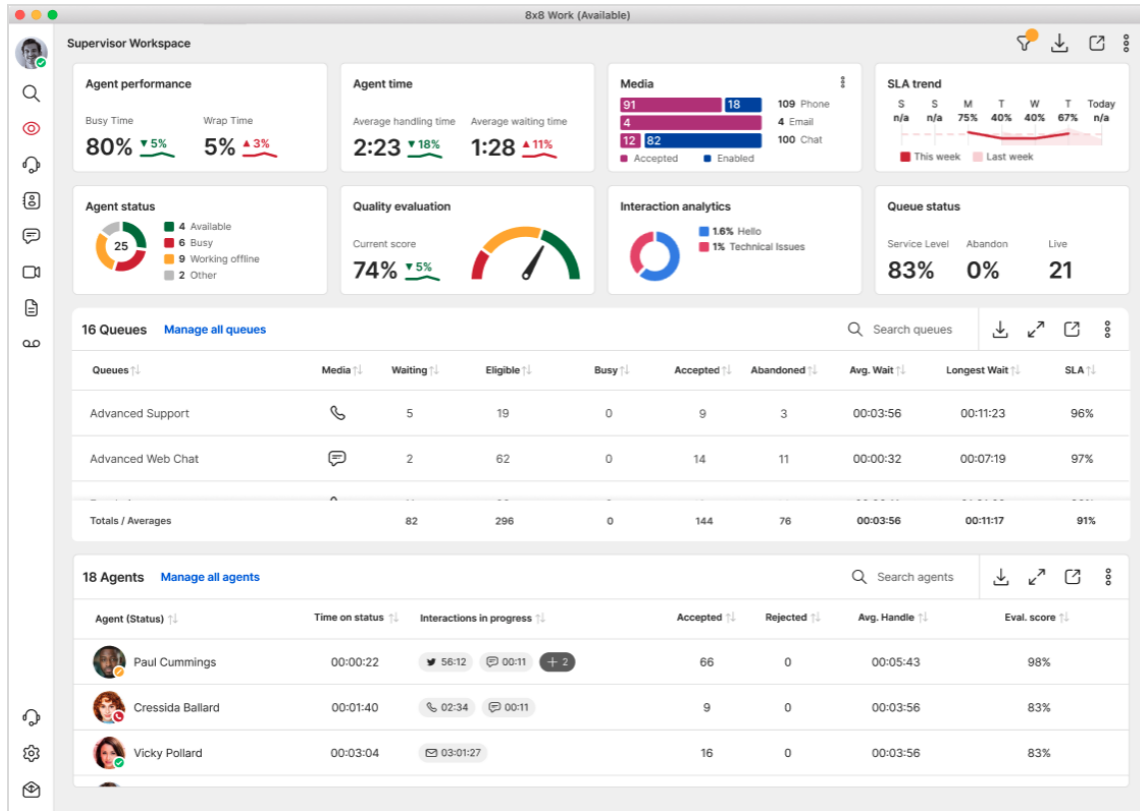 8x8 Work (Available)
Supervisor Workspace
Agent performance
Busy Time
Wrap Time
80% ▼5%
5% ▲3%
Agent time
Average handling time
Average waiting time
2:23 ▼18%
1:28 ▲11%
Media
91 18 109 Phone
4 4 Email
12 82 100 Chat
Accepted Enabled
SLA trend
S S M T W T Today
n/a n/a 75% 40% 40% 67% n/a
This week Last week
Agent status
25
4 Available
6 Busy
9 Working offline
2 Other
Quality evaluation
Current score
74% ▼5%
Interaction analytics
1.6% Hello
1% Technical Issues
Queue status
Service Level Abandon Live
83% 0% 21
16 Queues Manage all queues Search queues
Queues Media Waiting Eligible Busy Accepted Abandoned Avg. Wait Longest Wait SLA
Advanced Support 5 19 0 9 3 00:03:56 00:11:23 96%
Advanced Web Chat 2 62 0 14 11 00:00:32 00:07:19 97%
Totals / Averages 82 296 0 144 76 00:03:56 00:11:17 91%
18 Agents Manage all agents Search agents
Agent (Status) Time on status Interactions in progress Accepted Rejected Avg. Handle Eval. score
Paul Cummings 00:00:22 56:12 00:11 + 2 66 0 00:05:43 98%
Cressida Ballard 00:01:40 02:34 00:11 9 0 00:03:56 83%
Vicky Pollard 00:03:04 03:01:27 16 0 00:03:56 83%